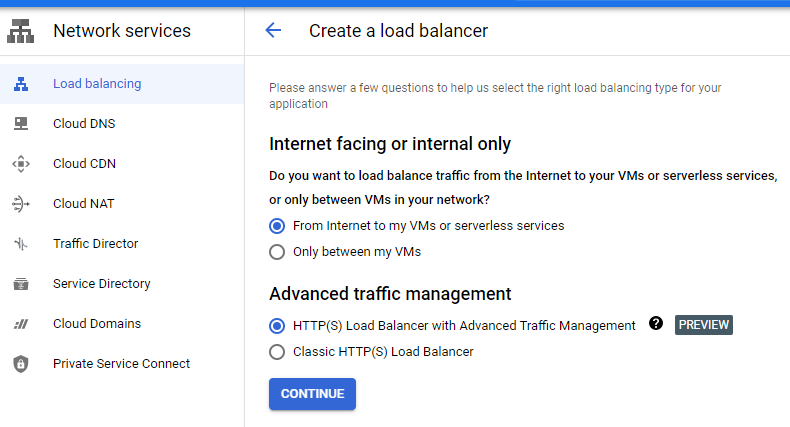 Network services
Create a load balancer
Load balancing
Cloud DNS
Cloud CDN
Cloud NAT
Traffic Director
Service Directory
Cloud Domains
Private Service Connect
Please answer a few questions to help us select the right load balancing type for your
application
Internet facing or internal only
Do you want to load balance traffic from the Internet to your VMs or serverless services,
or only between VMs in your network?
From Internet to my VMs or serverless services
Only between my VMs
Advanced traffic management
HTTP(S) Load Balancer with Advanced Traffic Management ? PREVIEW
Classic HTTP(S) Load Balancer
CONTINUE